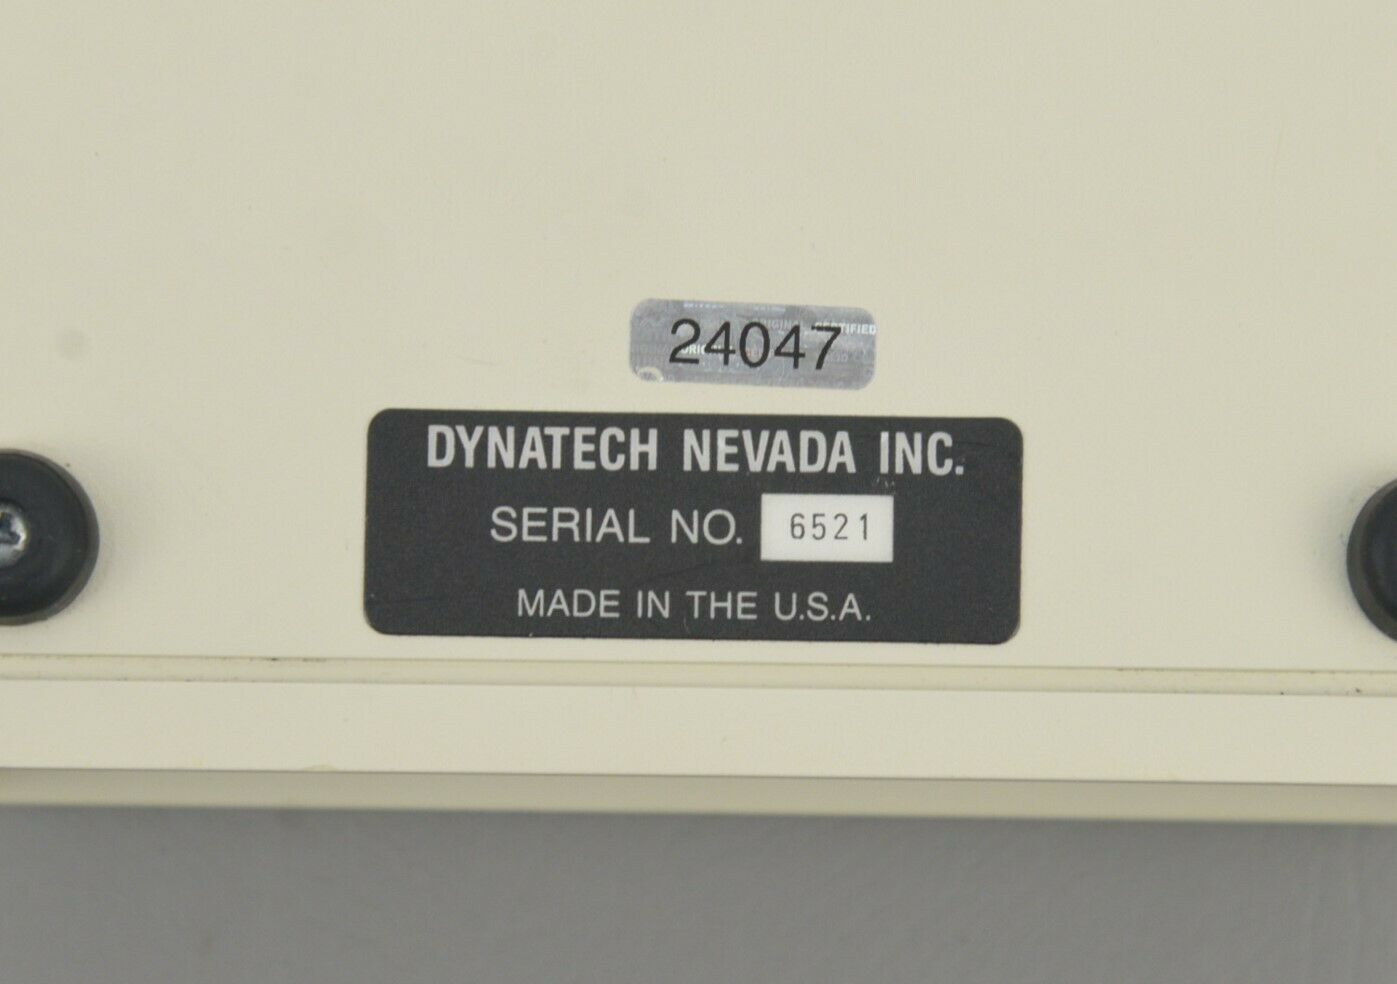 24047
DYNATECH NEVADA INC.
SERIAL NO. 6521
MADE IN THE U.S.A.